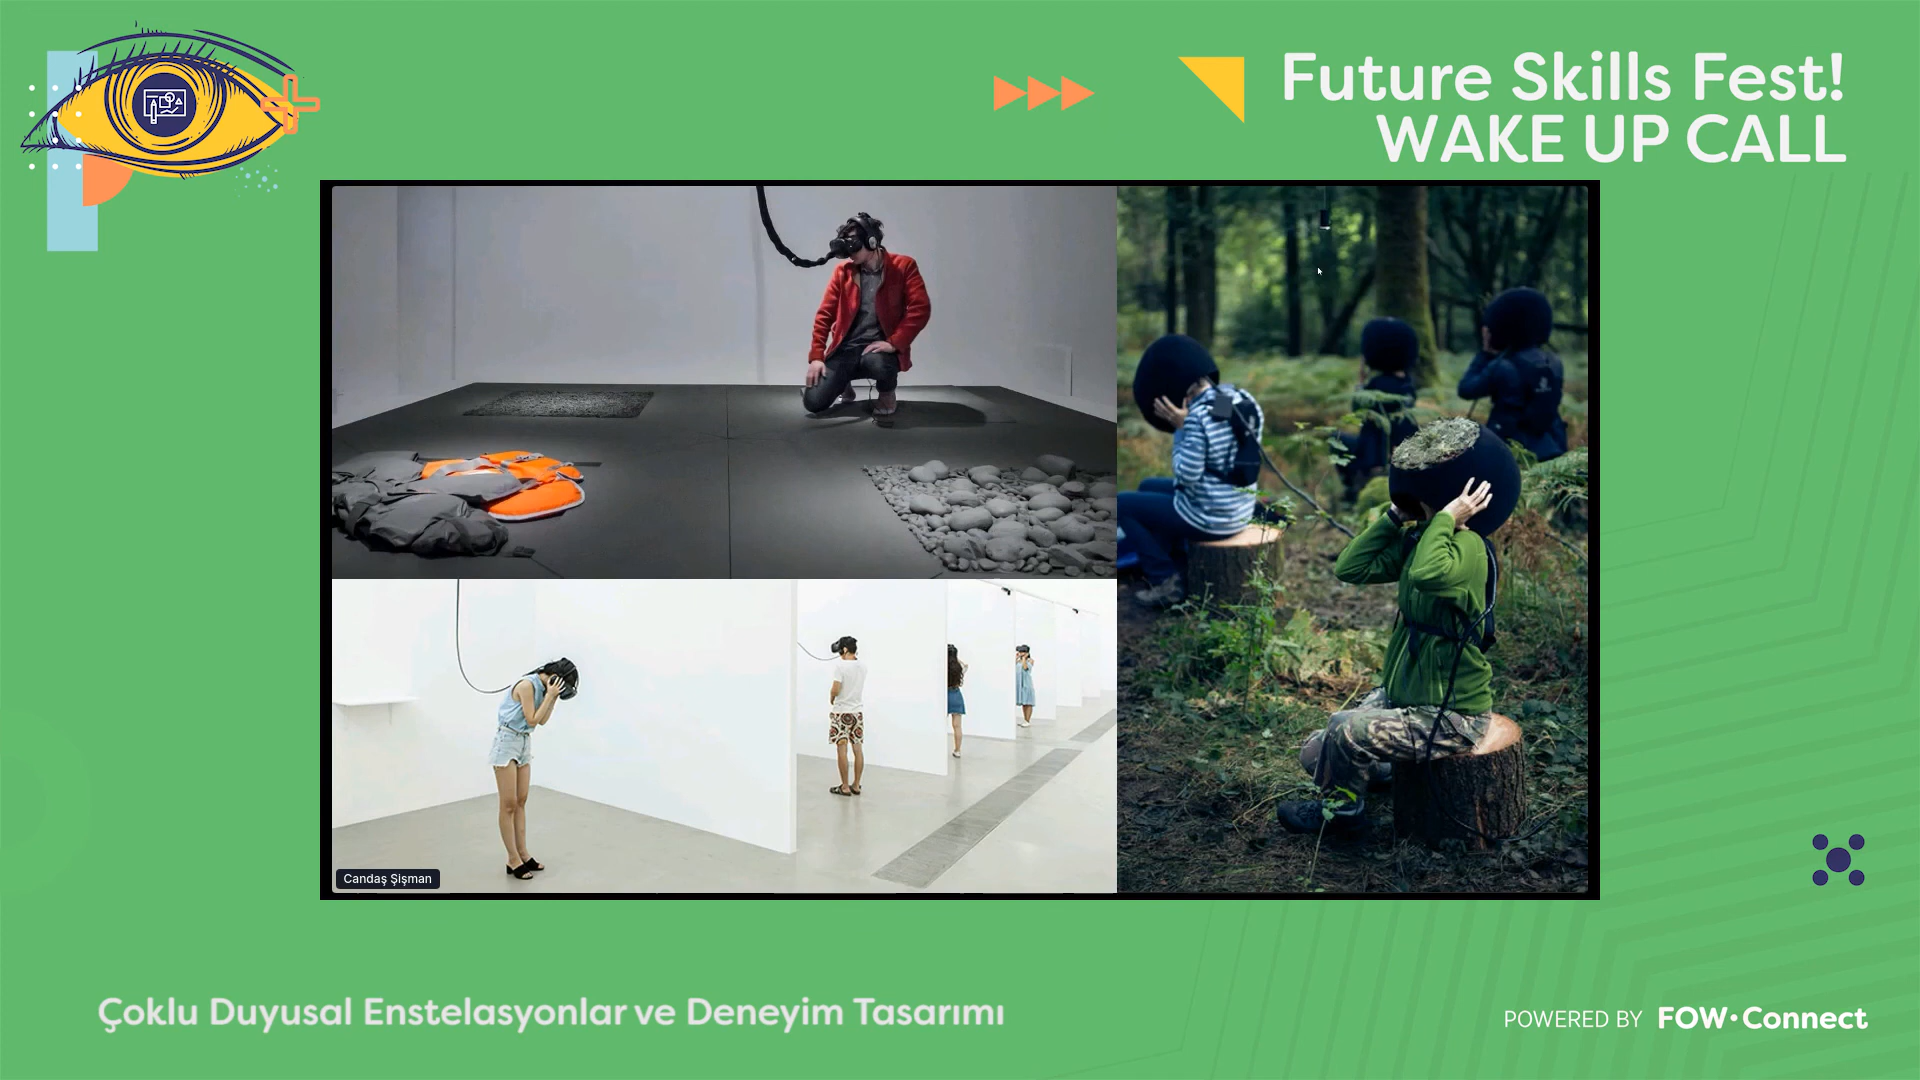 Future Skills Fest!
WAKE UP CALL
Candaş Şişman
Çoklu Duyusal Enstelasyonlar ve Deneyim Tasarımı
POWERED BY FOW·Connect